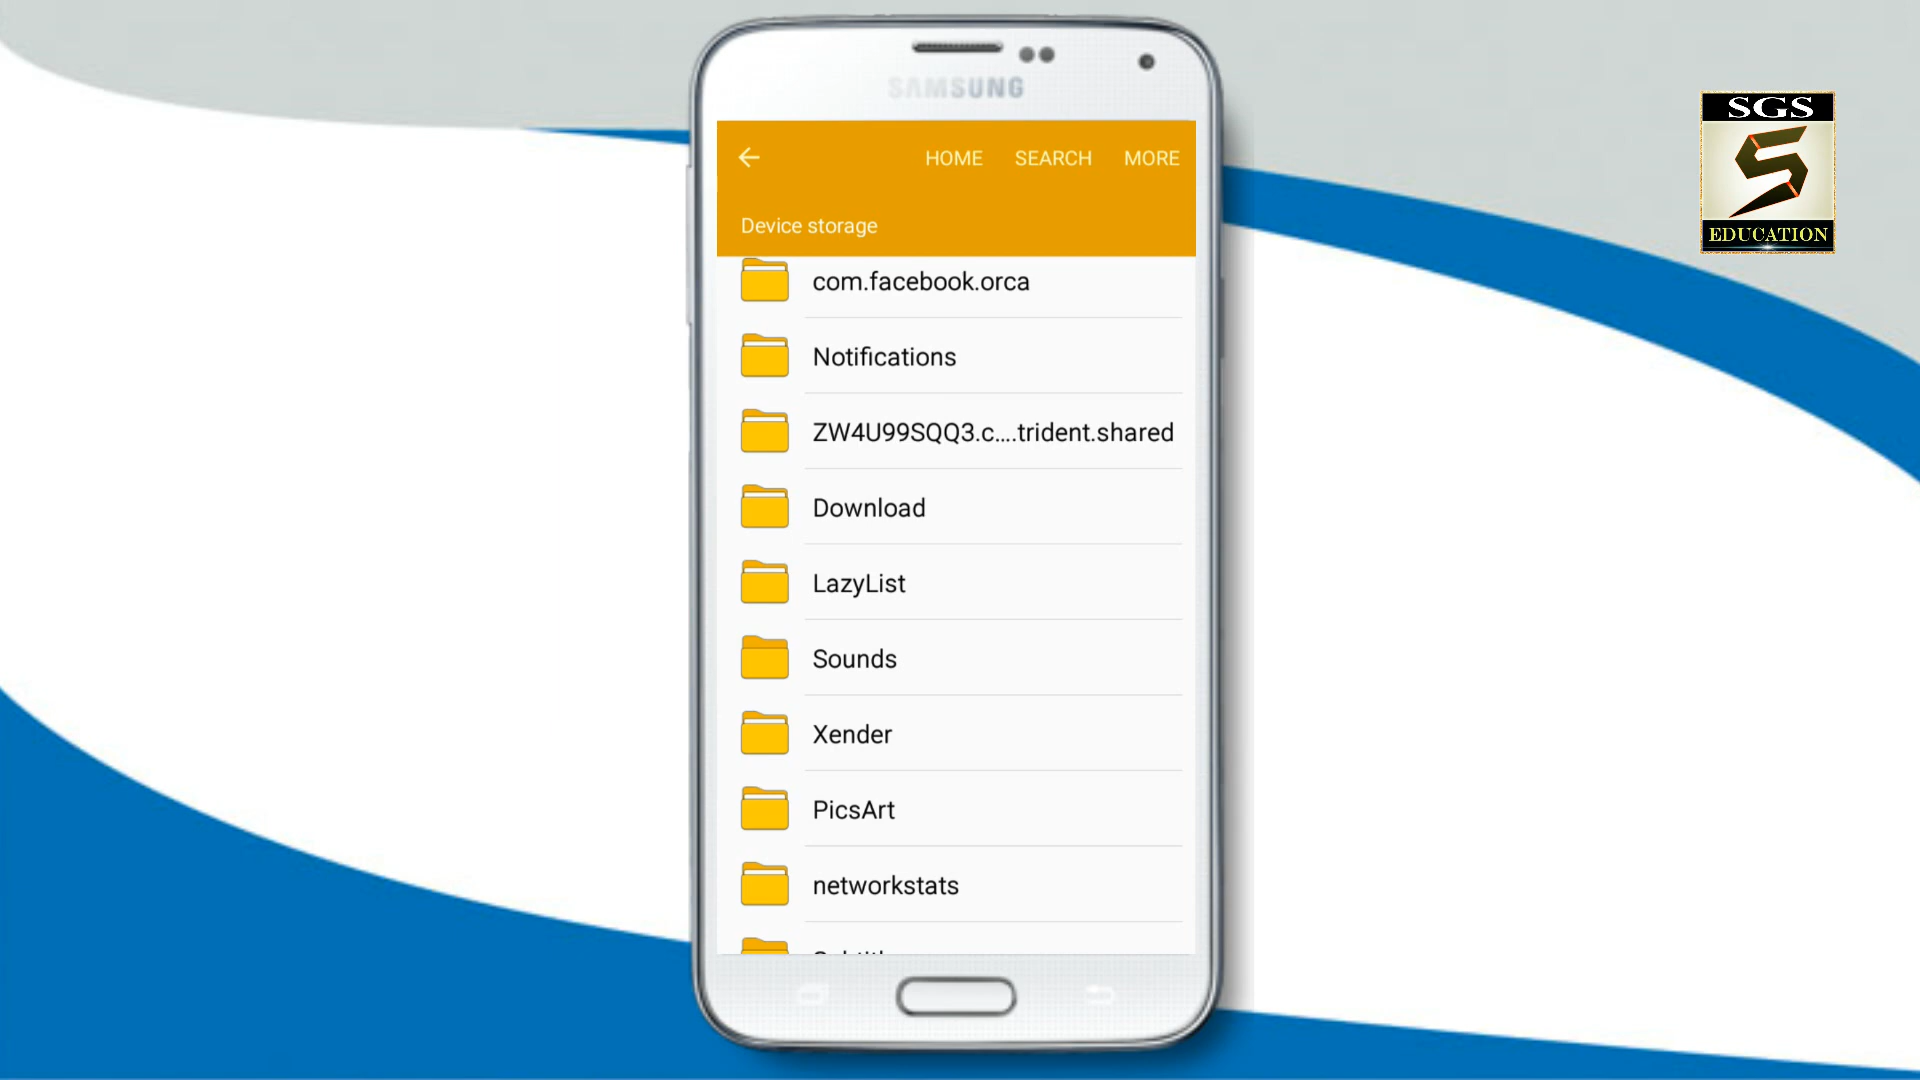 SAMSUNG
HOME SEARCH MORE
Device storage
com.facebook.orca
Notifications
ZW4U99SQQ3.c....trident.shared
Download
LazyList
Sounds
Xender
PicsArt
networkstats
SGS
S
EDUCATION